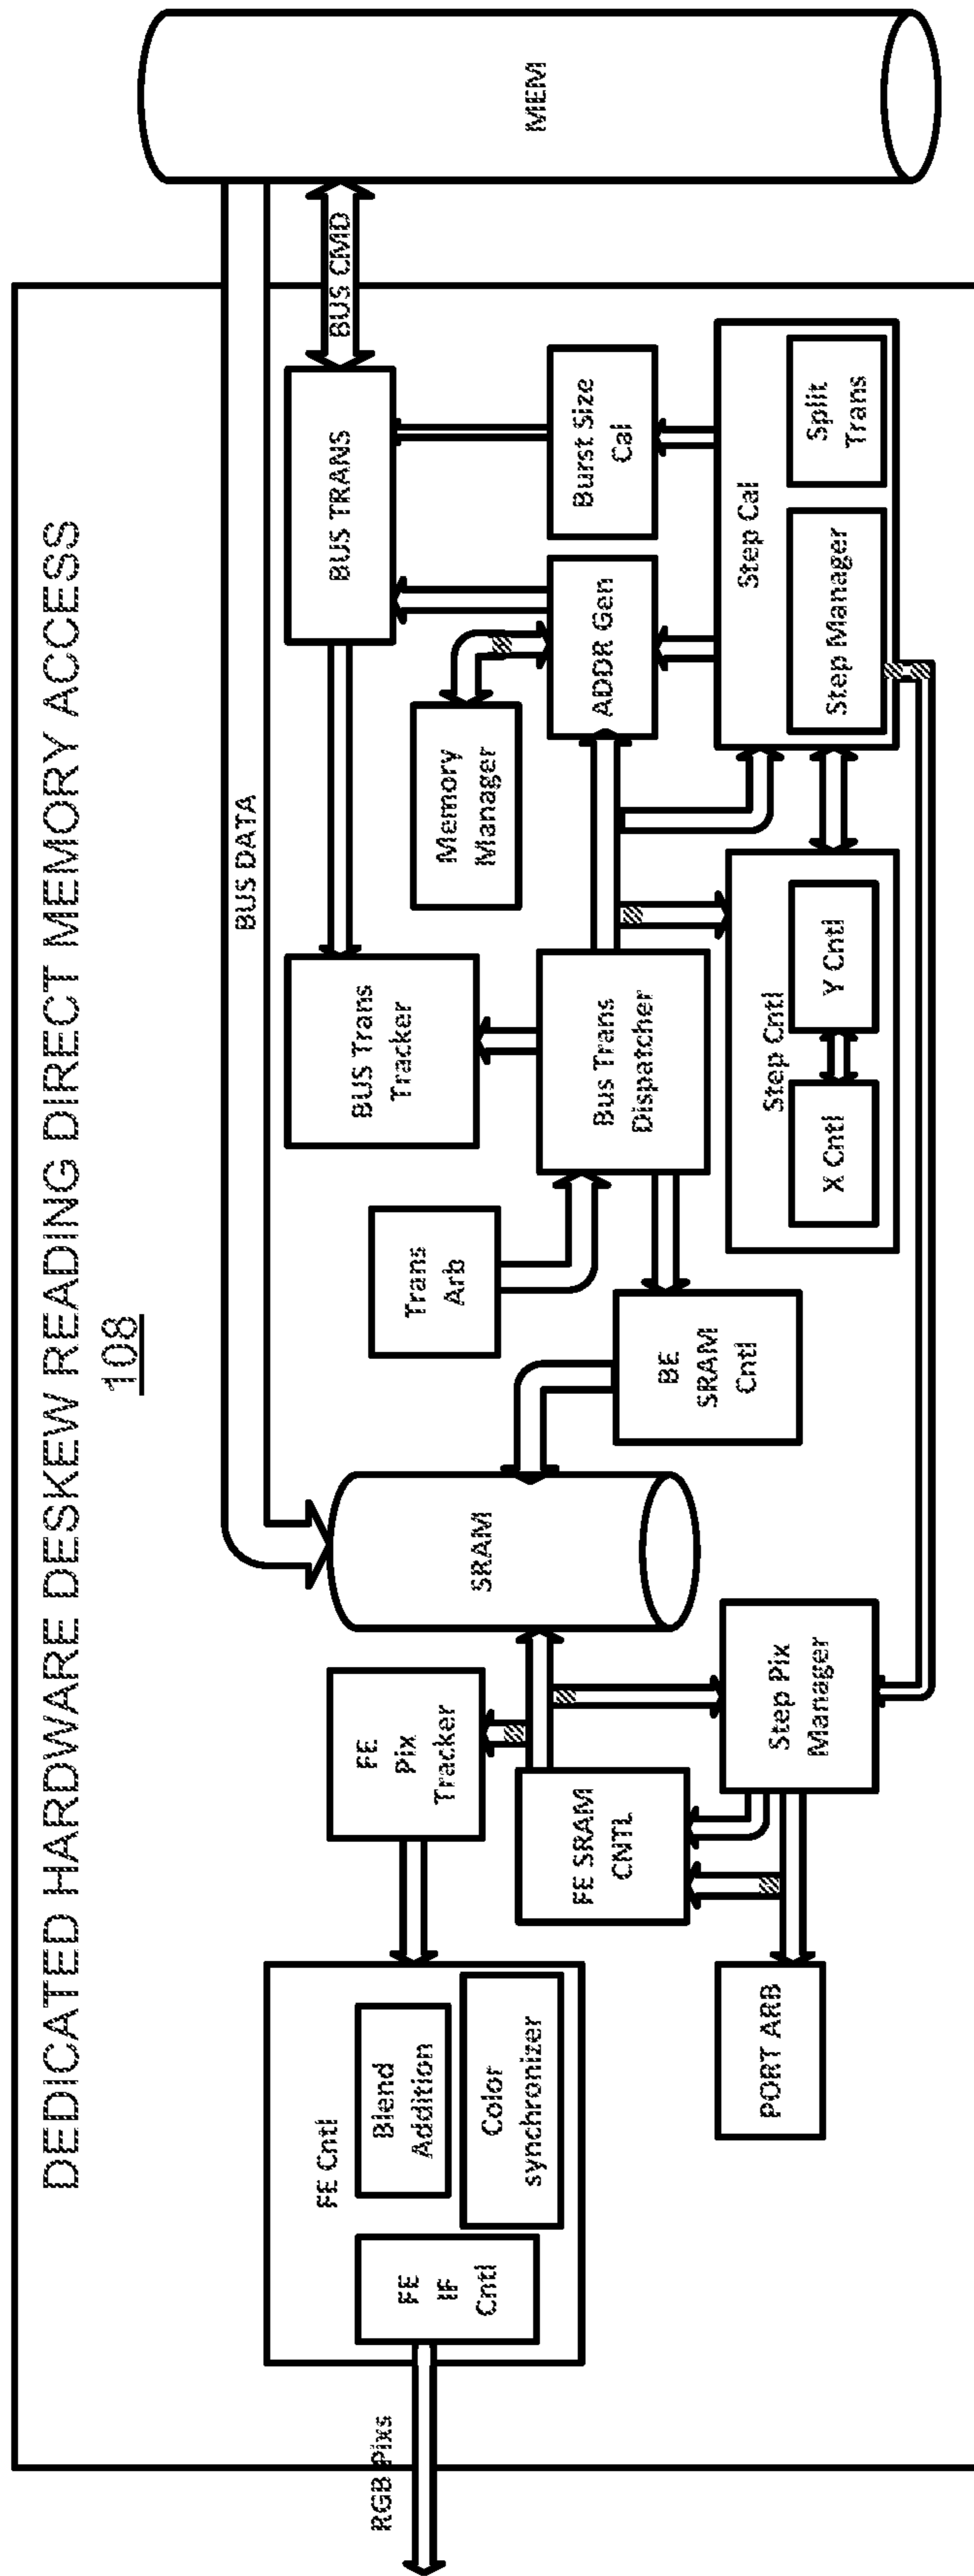 DEDICATED HARDWARE DESKEW READING DIRECT MEMORY ACCESS
108
RGB Pixs
FE Cntl
FE
IF
Cntl
Blend
Addition
Color
synchronizer
FE
Pix
Tracker
FE SRAM
CNTL
PORT ARB
Step Pix
Manager
SRAM
BUS DATA
Trans
Arb
BE
SRAM
Cntl
BUS Trans
Tracker
Bus Trans
Dispatcher
Step Cntl
X Cntl
Y Cntl
Memory
Manager
BUS TRANS
ADDR Gen
Burst Size
Cal
Step Cal
Step Manager
Split
Trans
BUS CMD
MEM